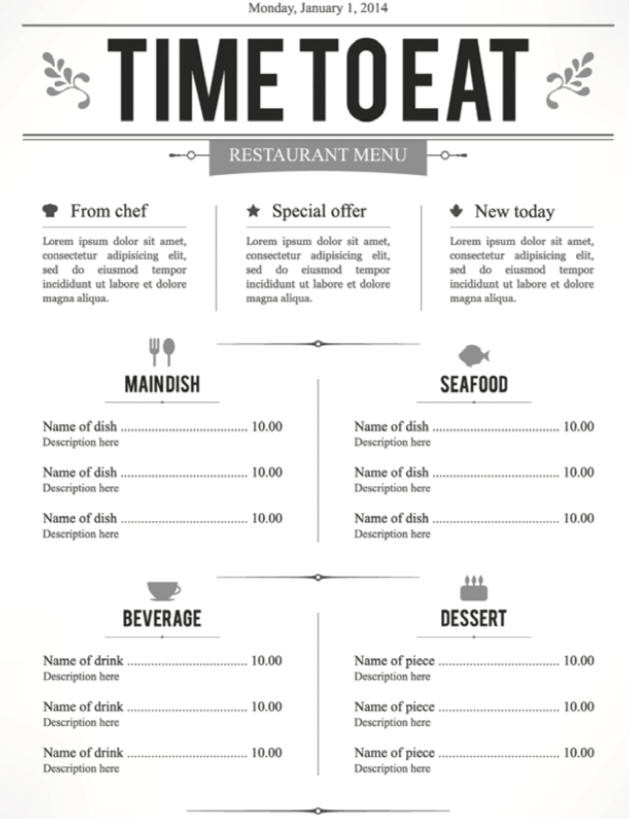 Monday, January 1, 2014
TIME TO EAT
RESTAURANT MENU
From chef
Lorem ipsum dolor sit amet,
consectetur adipisicing elit,
sed do eiusmod tempor
incididunt ut labore et dolore
magna aliqua.
Special offer
Lorem ipsum dolor sit amet,
consectetur adipisicing elit,
sed do eiusmod tempor
incididunt ut labore et dolore
magna aliqua.
New today
Lorem ipsum dolor sit amet,
consectetur adipisicing elit,
sed do eiusmod tempor
incididunt ut labore et dolore
magna aliqua.
MAIN DISH
Name of dish ................................ 10.00
Description here
Name of dish ................................ 10.00
Description here
Name of dish ................................ 10.00
Description here
SEAFOOD
Name of dish ................................ 10.00
Description here
Name of dish ................................ 10.00
Description here
Name of dish ................................ 10.00
Description here
BEVERAGE
Name of drink .............................. 10.00
Description here
Name of drink .............................. 10.00
Description here
Name of drink .............................. 10.00
Description here
DESSERT
Name of piece .............................. 10.00
Description here
Name of piece .............................. 10.00
Description here
Name of piece .............................. 10.00
Description here